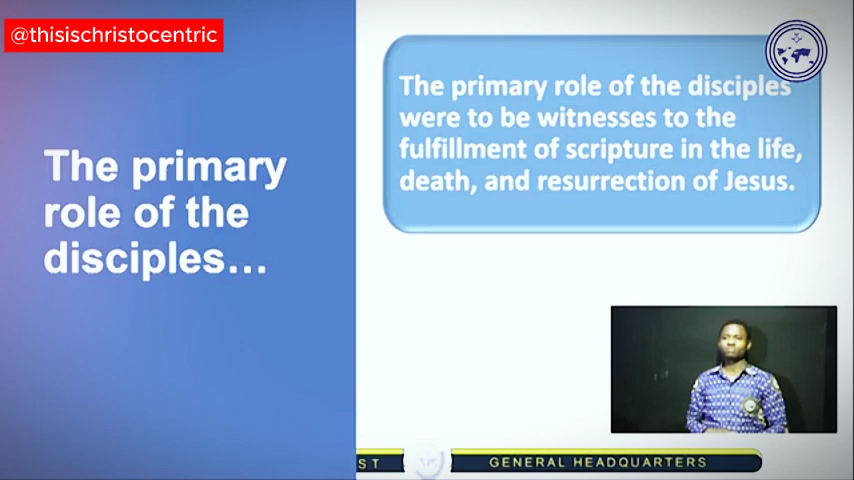 @thisischristocentric
The primary
role of the
disciples...
The primary role of the disciples
were to be witnesses to the
fulfillment of scripture in the life,
death, and resurrection of Jesus.
ST
GENERAL HEADQUARTERS